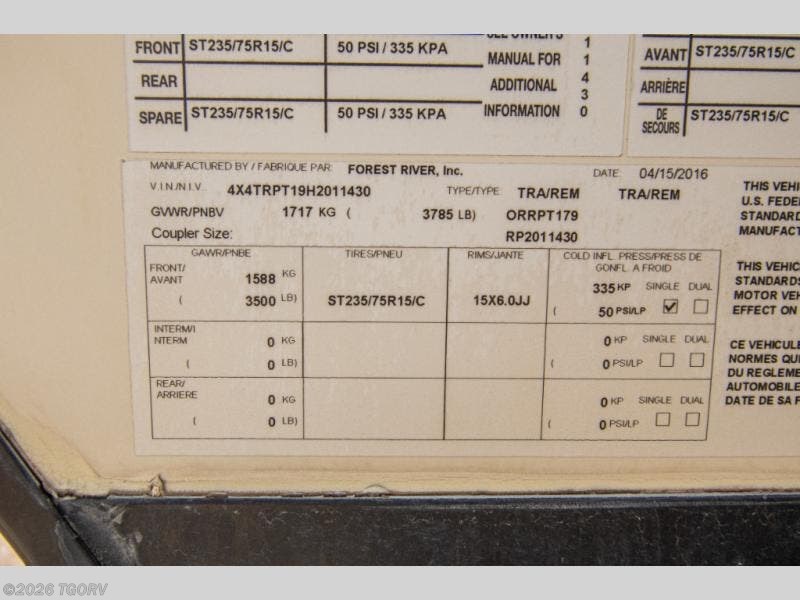 FRONT ST235/75R15/C 50 PSI / 335 KPA
SEE OWNER'S
MANUAL FOR
ADDITIONAL
INFORMATION
1
1
4
3
0
REAR
SPARE ST235/75R15/C 50 PSI / 335 KPA
AVANT ST235/75R15/C
ARRIÈRE
DE
SECOURS ST235/75R15/C
MANUFACTURED BY / FABRIQUE PAR: FOREST RIVER, Inc. DATE: 04/15/2016
V.I.N/N.I.V.: 4X4TRPT19H2011430 TYPE/TYPE: TRA/REM TRA/REM
GVWR/PNBV 1717 KG ( 3785 LB) ORRPT179
Coupler Size: RP2011430
GAWR/PNBE TIRES/PNEU RIMS/JANTE COLD INFL. PRESS/PRESS DE
GONFL. A FROID
FRONT/
AVANT 1588 KG 335 KP SINGLE DUAL
( 3500 LB) ST235/75R15/C 15X6.0JJ ( 50 PSI/LP
INTERM/I
NTERM 0 KG 0 KP SINGLE DUAL
( 0 LB) ( 0 PSI/LP
REAR/
ARRIERE 0 KG 0 KP SINGLE DUAL
( 0 LB) ( 0 PSI/LP
THIS VEHI
U.S. FEDE
STANDARD
MANUFACT
THIS VEHIC
STANDARDS
MOTOR VEH
EFFECT ON
CE VEHICULE
NORMES QUI
DU REGLEME
AUTOMOBILE
DATE DE SA F
©2026 TGORV